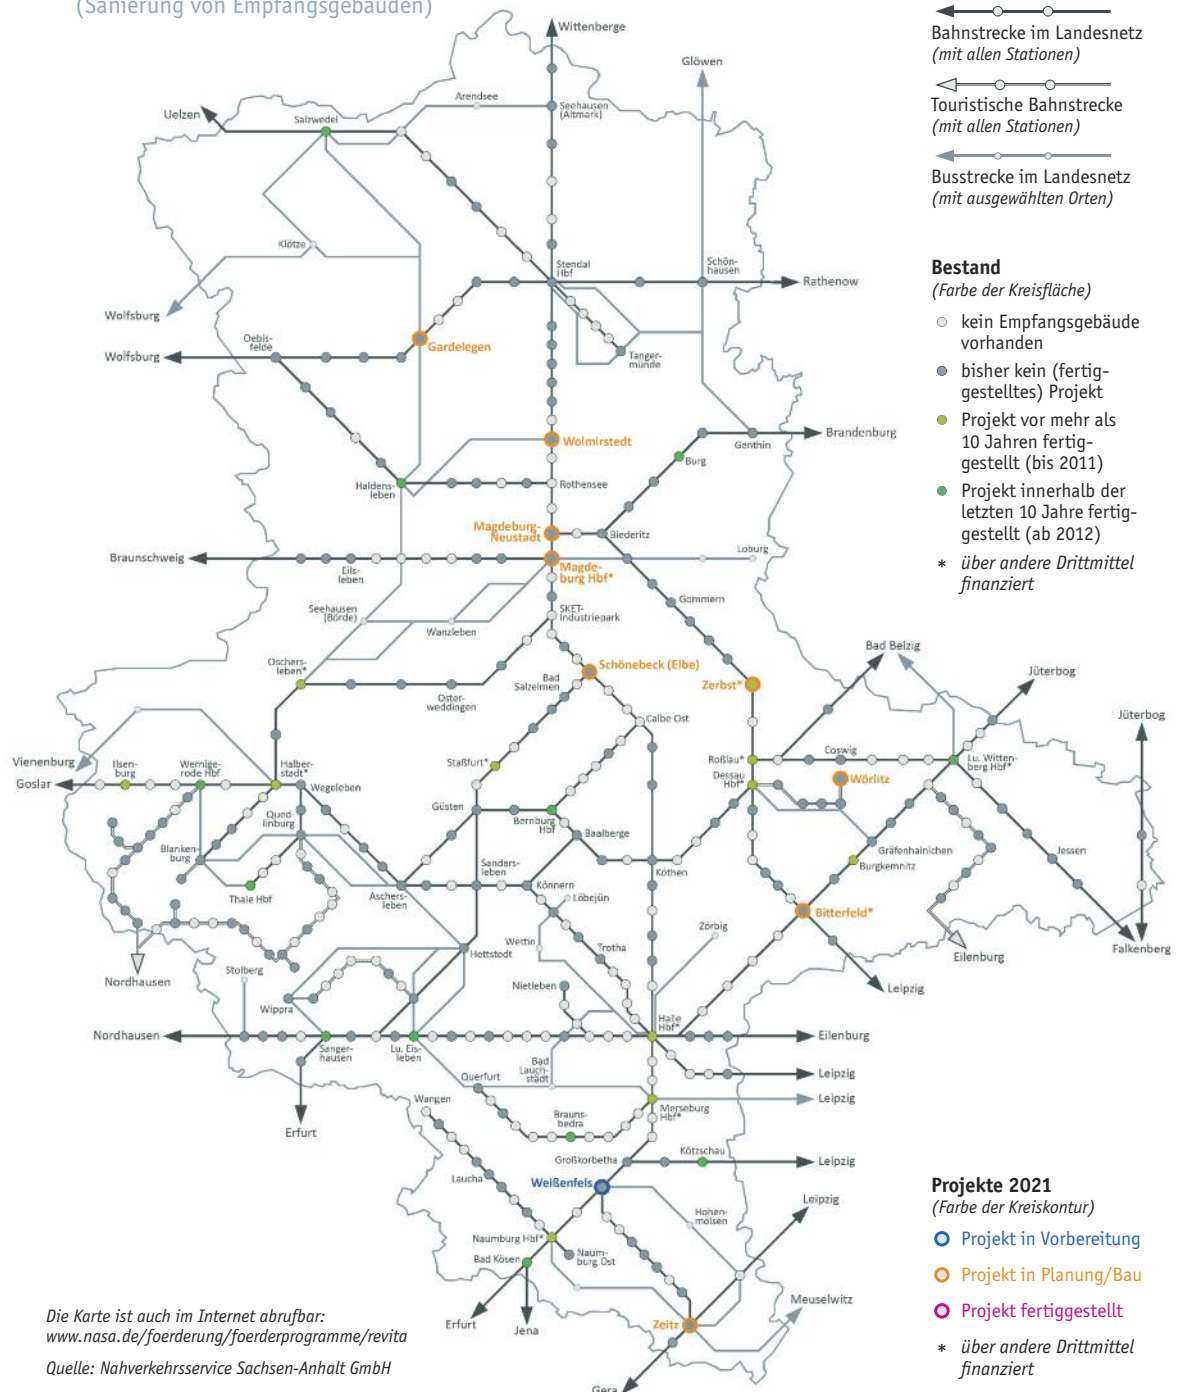 (Sanierung von Empfangsgebäuden)
Wittenberge
Glöwen
Arendsee
Seehausen
(Altmark)
Uelzen
Salzwedel
Klötze
Stendal
Hbf
Schön-
hausen
Rathenow
Wolfsburg
Oebis-
felde
Wolfsburg
Gardelegen
Tanger-
münde
Brandenburg
Genthin
Wolmirstedt
Burg
Haldens-
leben
Rothensee
Magdeburg-
Neustadt
Biederitz
Braunschweig
Eils-
leben
Magde-
burg Hbf*
Loburg
Seehausen
(Börde)
Wanzleben
SKET-
Industriepark
Gommern
Oschers-
leben*
Oster-
weddingen
Bad
Salzelmen
Schönebeck (Elbe)
Zerbst*
Bad Belzig
Jüterbog
Jüterbog
Calbe Ost
Vienenburg
Goslar
Ilsen-
burg
Wernige-
rode Hbf
Halber-
stadt*
Wegeleben
Staßfurt*
Roßlau*
Coswig
Lu. Witten-
berg Hbf*
Dessau
Hbf*
Wörlitz
Qued-
linburg
Güsten
Bernburg
Hbf
Baalberge
Blanken-
burg
Thale Hbf
Aschers-
leben
Sanders-
leben
Könnern
Köthen
Gräfenhainichen
Burgkemnitz
Jessen
Löbejün
Bitterfeld*
Zörbig
Wettin
Trotha
Hettstedt
Nordhausen
Stolberg
Wippra
Nietleben
Eilenburg
Falkenberg
Leipzig
Nordhausen
Sanger-
hausen
Lu. Eis-
leben
Halle
Hbf*
Eilenburg
Bad
Lauch-
städt
Leipzig
Querfurt
Wangen
Erfurt
Merseburg
Hbf*
Leipzig
Brauns-
bedra
Großkorbetha
Kötzschau
Leipzig
Laucha
Weißenfels
Hohen-
mölsen
Leipzig
Naumburg Hbf*
Naum-
burg Ost
Bad Kösen
Erfurt
Jena
Zeitz
Meuselwitz
Gera
Bahnstrecke im Landesnetz
(mit allen Stationen)
Touristische Bahnstrecke
(mit allen Stationen)
Busstrecke im Landesnetz
(mit ausgewählten Orten)
Bestand
(Farbe der Kreisfläche)
kein Empfangsgebäude
vorhanden
bisher kein (fertig-
gestelltes) Projekt
Projekt vor mehr als
10 Jahren fertig-
gestellt (bis 2011)
Projekt innerhalb der
letzten 10 Jahre fertig-
gestellt (ab 2012)
* über andere Drittmittel
finanziert
Projekte 2021
(Farbe der Kreiskontur)
Projekt in Vorbereitung
Projekt in Planung/Bau
Projekt fertiggestellt
* über andere Drittmittel
finanziert
Die Karte ist auch im Internet abrufbar:
www.nasa.de/foerderung/foerderprogramme/revita
Quelle: Nahverkehrsservice Sachsen-Anhalt GmbH